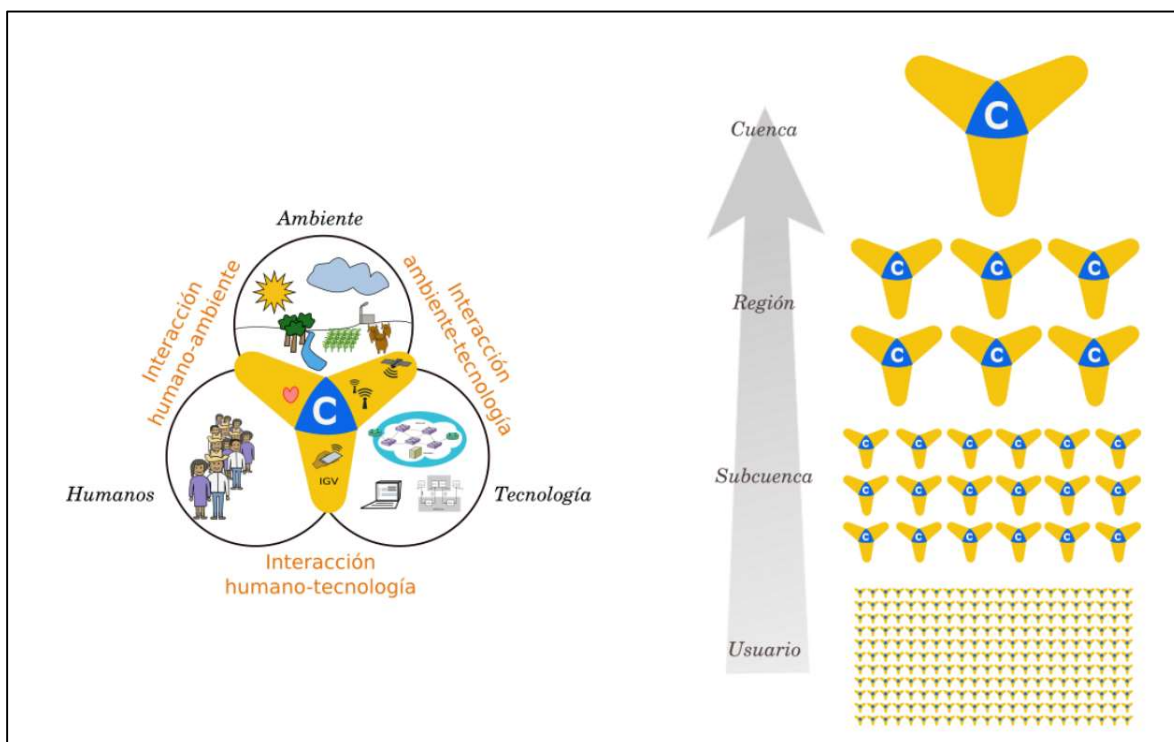 Ambiente
Interacción
humano-ambiente
Interacción
ambiente-tecnología
C
IGV
Humanos
Tecnología
Interacción
humano-tecnología
Cuenca
C
Región
C C C
C C C
Subcuenca
C C C C C C
C C C C C C
C C C C C C
Usuario